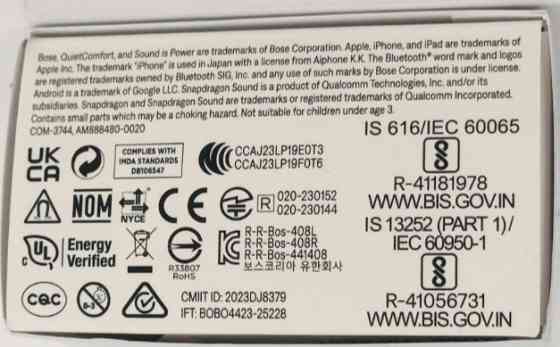 Bose, QuietComfort, and Sound is Power are trademarks of Bose Corporation. Apple, iPhone, and iPad are trademarks of
Apple Inc. The trademark "iPhone" is used in Japan with a license from Aiphone K.K. The Bluetooth® word mark and logos
are registered trademarks owned by Bluetooth SIG, Inc. and any use of such marks by Bose Corporation is under license.
Android is a trademark of Google LLC. Snapdragon Sound is a product of Qualcomm Technologies, Inc. and/or its
subsidiaries. Snapdragon and Snapdragon Sound are trademarks or registered trademarks of Qualcomm Incorporated.
Contains small parts which may be a choking hazard. Not suitable for children under age 3.
COM-3744, AM888480-0020
IS 616/IEC 60065
R-41181978
WWW.BIS.GOV.IN
IS 13252 (PART 1)/
IEC 60950-1
R-41056731
WWW.BIS.GOV.IN
UK
CA
COMPLIES WITH
IMDA STANDARDS
DB106547
CCAJ23LP19E0T3
CCAJ23LP19F0T6
NOM
NYCE
CE
R 020-230152
020-230144
UL
Energy
Verified
R33807
RoHS
R-R-Bos-408L
R-R-Bos-408R
R-R-Bos-441408
보스코리아 유한회사
CQC
0-3
CMIIT ID: 2023DJ8379
IFT: BOBO4423-25228